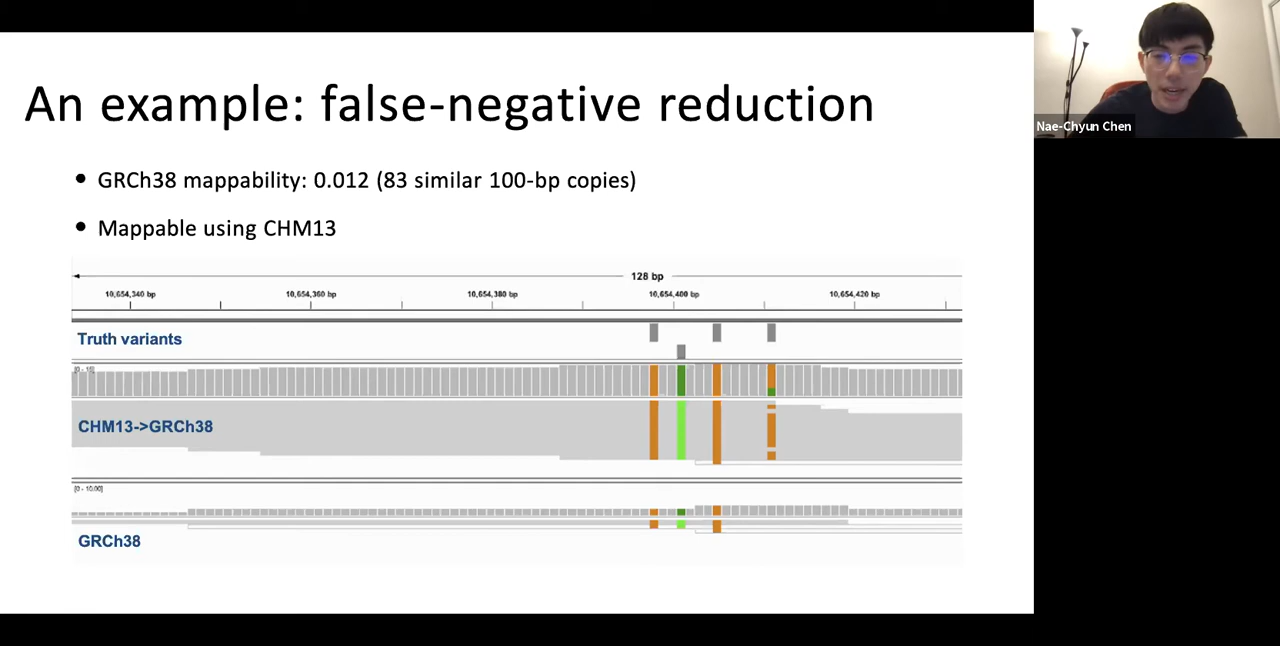 An example: false-negative reduction
• GRCh38 mappability: 0.012 (83 similar 100-bp copies)
• Mappable using CHM13
128 bp
10,654,340 bp 10,654,360 bp 10,654,380 bp 10,654,400 bp 10,654,420 bp
Truth variants
CHM13->GRCh38
[0 - 10.00]
GRCh38
Nae-Chyun Chen